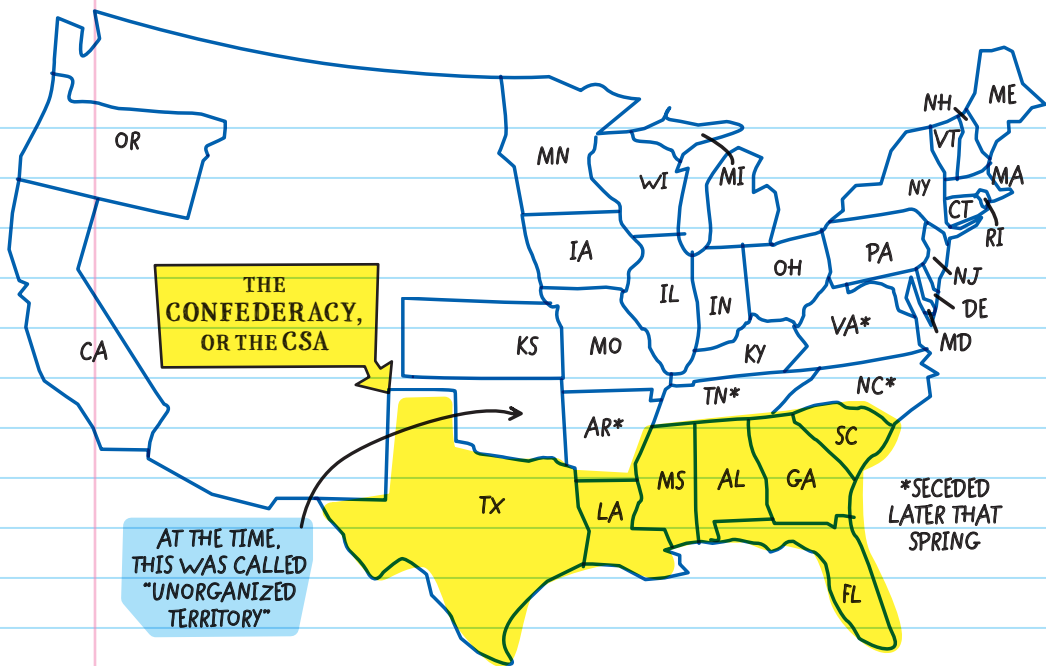 ME
NH
VT
OR
MN
WI
MI
NY
MA
CT
RI
IA
PA
OH
NJ
THE
CONFEDERACY,
OR THE CSA
IL
IN
DE
VA*
MD
CA
KS
MO
KY
NC*
TN*
AR*
SC
MS
AL
GA
TX
LA
*SECEDED
LATER THAT
SPRING
AT THE TIME,
THIS WAS CALLED
"UNORGANIZED
TERRITORY"
FL